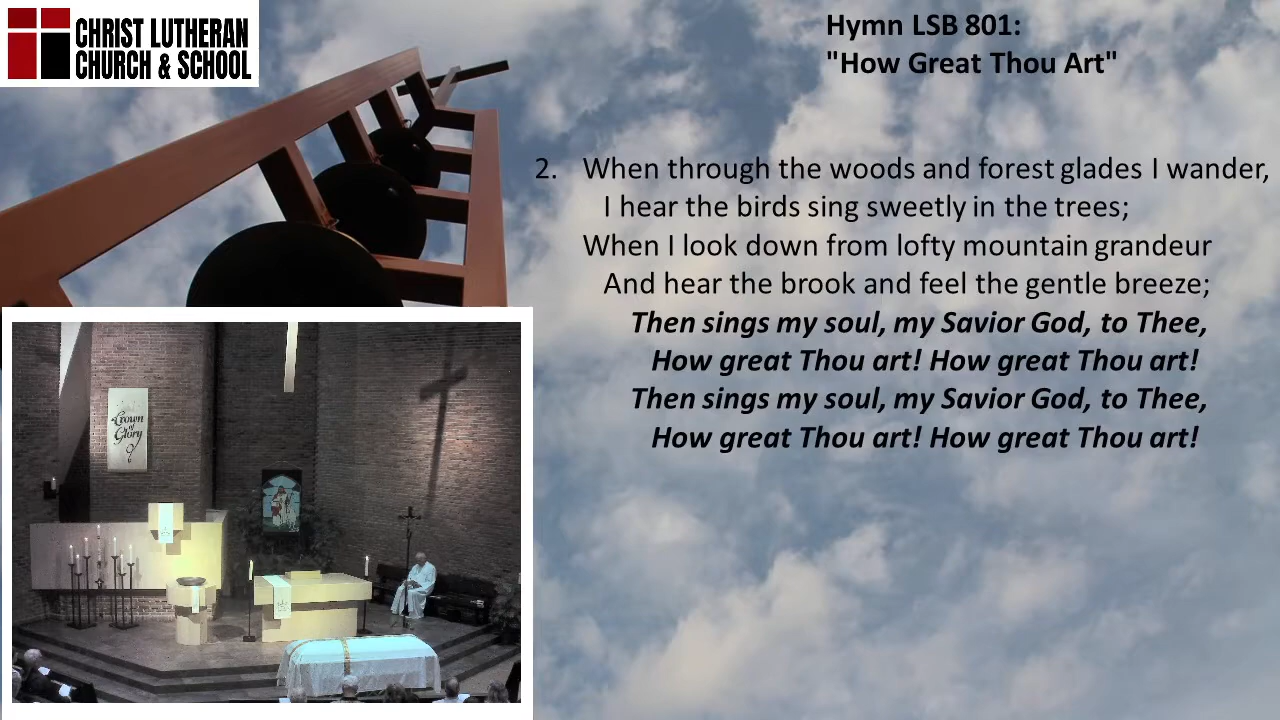 CHRIST LUTHERAN
CHURCH & SCHOOL
Hymn LSB 801:
"How Great Thou Art"
2. When through the woods and forest glades I wander,
I hear the birds sing sweetly in the trees;
When I look down from lofty mountain grandeur
And hear the brook and feel the gentle breeze;
Then sings my soul, my Savior God, to Thee,
How great Thou art! How great Thou art!
Then sings my soul, my Savior God, to Thee,
How great Thou art! How great Thou art!
Crown
of
Glory